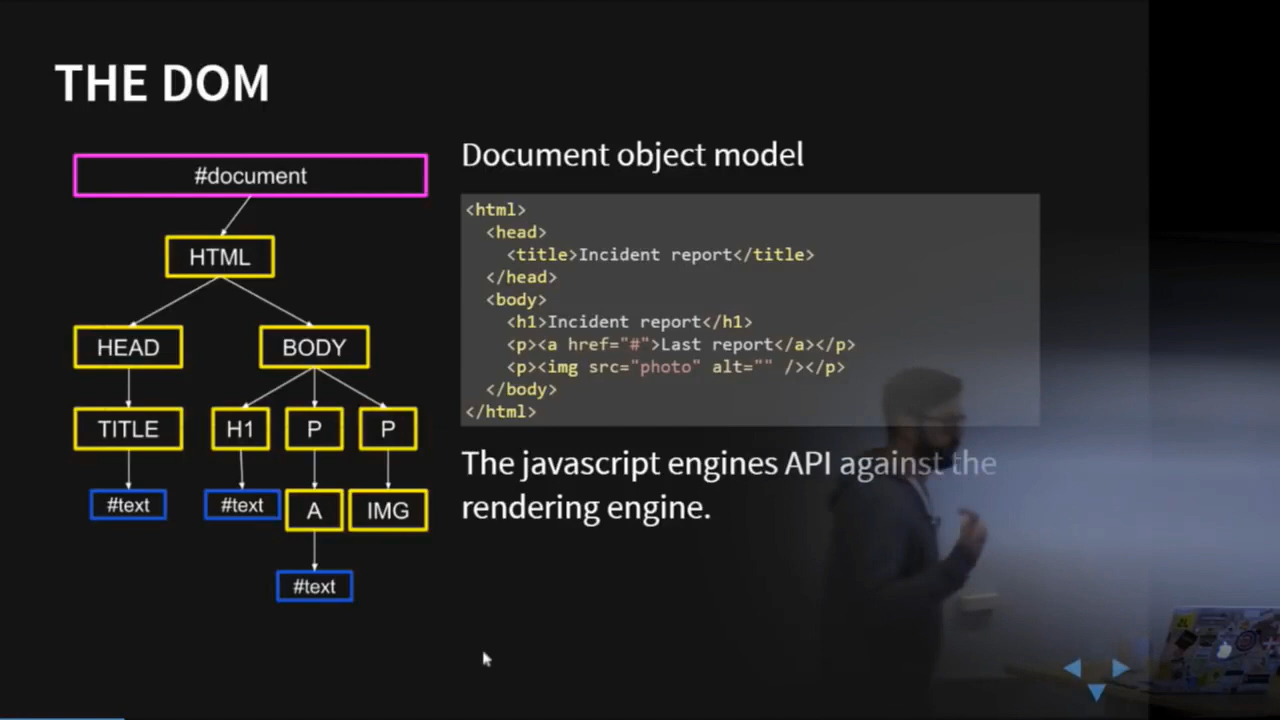 THE DOM
#document
HTML
HEAD
BODY
TITLE
H1
P
P
#text
#text
A
IMG
#text
Document object model
<html>
  <head>
    <title>Incident report</title>
  </head>
  <body>
    <h1>Incident report</h1>
    <p><a href="#">Last report</a></p>
    <p><img src="photo" alt="" /></p>
  </body>
</html>
The javascript engines API against the
rendering engine.